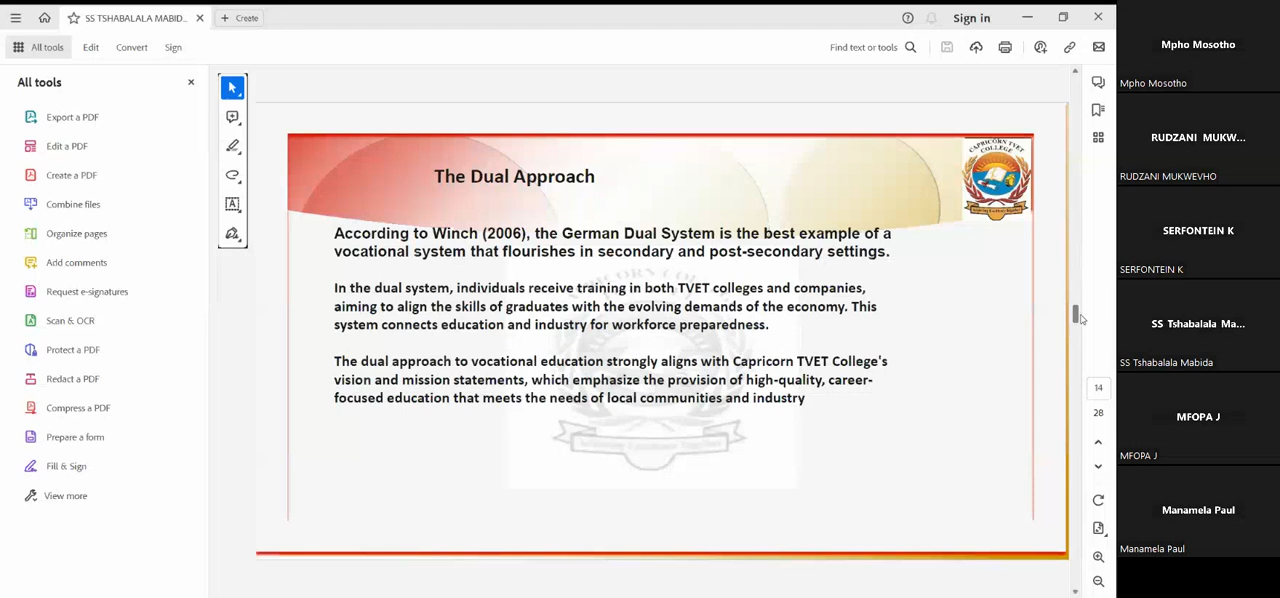 SS TSHABALALA MABID...
Create
Sign in
All tools
Edit
Convert
Sign
Find text or tools
All tools
Export a PDF
Edit a PDF
Create a PDF
Combine files
Organize pages
Add comments
Request e-signatures
Scan & OCR
Protect a PDF
Redact a PDF
Compress a PDF
Prepare a form
Fill & Sign
View more
CAPRICORN TVET
COLLEGE
The Dual Approach
According to Winch (2006), the German Dual System is the best example of a
vocational system that flourishes in secondary and post-secondary settings.
In the dual system, individuals receive training in both TVET colleges and companies,
aiming to align the skills of graduates with the evolving demands of the economy. This
system connects education and industry for workforce preparedness.
The dual approach to vocational education strongly aligns with Capricorn TVET College's
vision and mission statements, which emphasize the provision of high-quality, career-
focused education that meets the needs of local communities and industry
14
28
Mpho Mosotho
Mpho Mosotho
RUDZANI MUKW...
RUDZANI MUKWEVHO
SERFONTEIN K
SERFONTEIN K
SS Tshabalala Ma...
SS Tshabalala Mabida
MFOPA J
MFOPA J
Manamela Paul
Manamela Paul